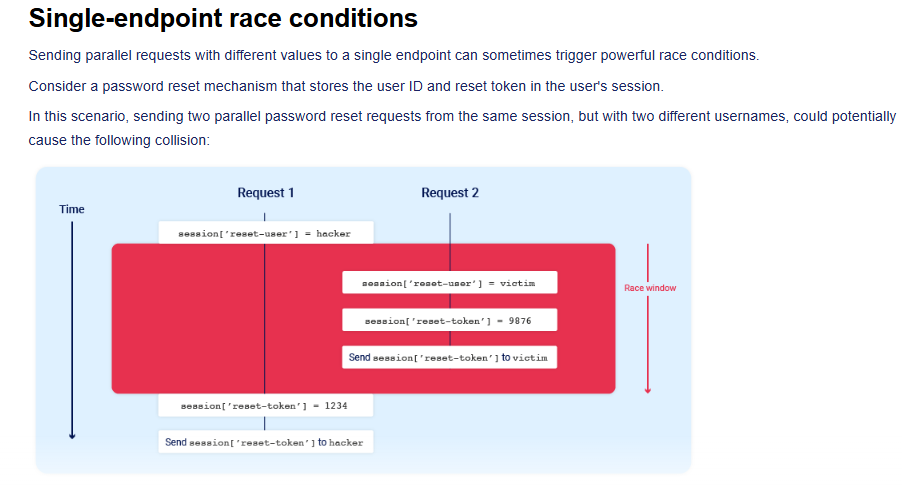 Single-endpoint race conditions
Sending parallel requests with different values to a single endpoint can sometimes trigger powerful race conditions.
Consider a password reset mechanism that stores the user ID and reset token in the user's session.
In this scenario, sending two parallel password reset requests from the same session, but with two different usernames, could potentially
cause the following collision:
Request 1
Request 2
Time
session['reset-user'] = hacker
session['reset-user'] = victim
Race window
session['reset-token'] = 9876
Send session['reset-token'] to victim
session['reset-token'] = 1234
Send session['reset-token'] to hacker